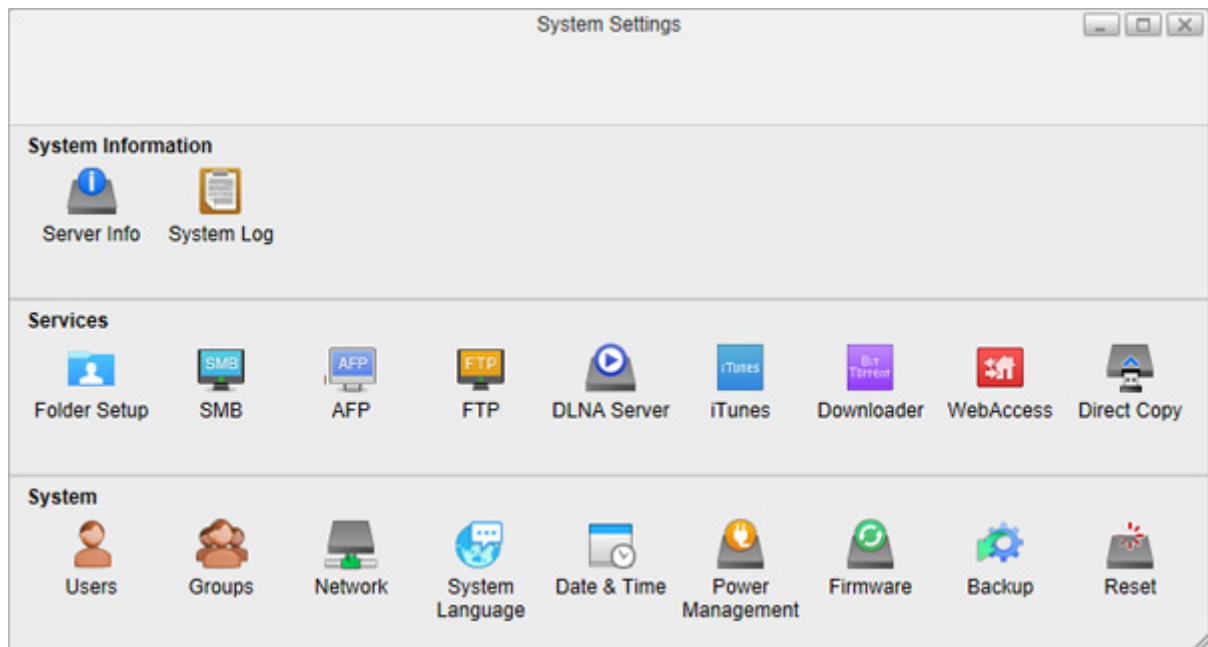 System Settings
System Information
Server Info
System Log
Services
SMB
AFP
FTP
iTunes
Bit
Torrent
Folder Setup
SMB
AFP
FTP
DLNA Server
iTunes
Downloader
WebAccess
Direct Copy
System
Users
Groups
Network
System
Language
Date & Time
Power
Management
Firmware
Backup
Reset